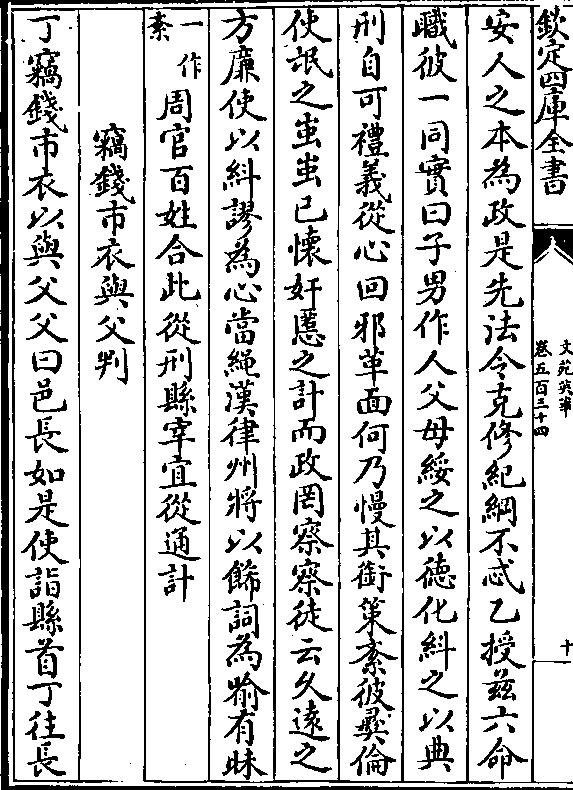 欽定四庫全書
文苑英華
卷五百三十四
十
安人之本為政是先法令克修紀綱不忒乙授茲六命
職彼一同實曰子男作人父母綏之以德化糾之以典
刑自可禮義從心回邪革面何乃慢其銜策紊彼彛倫
使氓之蚩蚩已懷奸慝之計而政罔察察徒云久遠之
方廉使以糾謬為心當繩漢律州將以飾詞為喻有昧
一作
紊
周官百姓合此從刑縣宰宜從通計
竊錢市衣與父判
丁竊錢市衣以與父父曰邑長如是使詣縣首丁往長